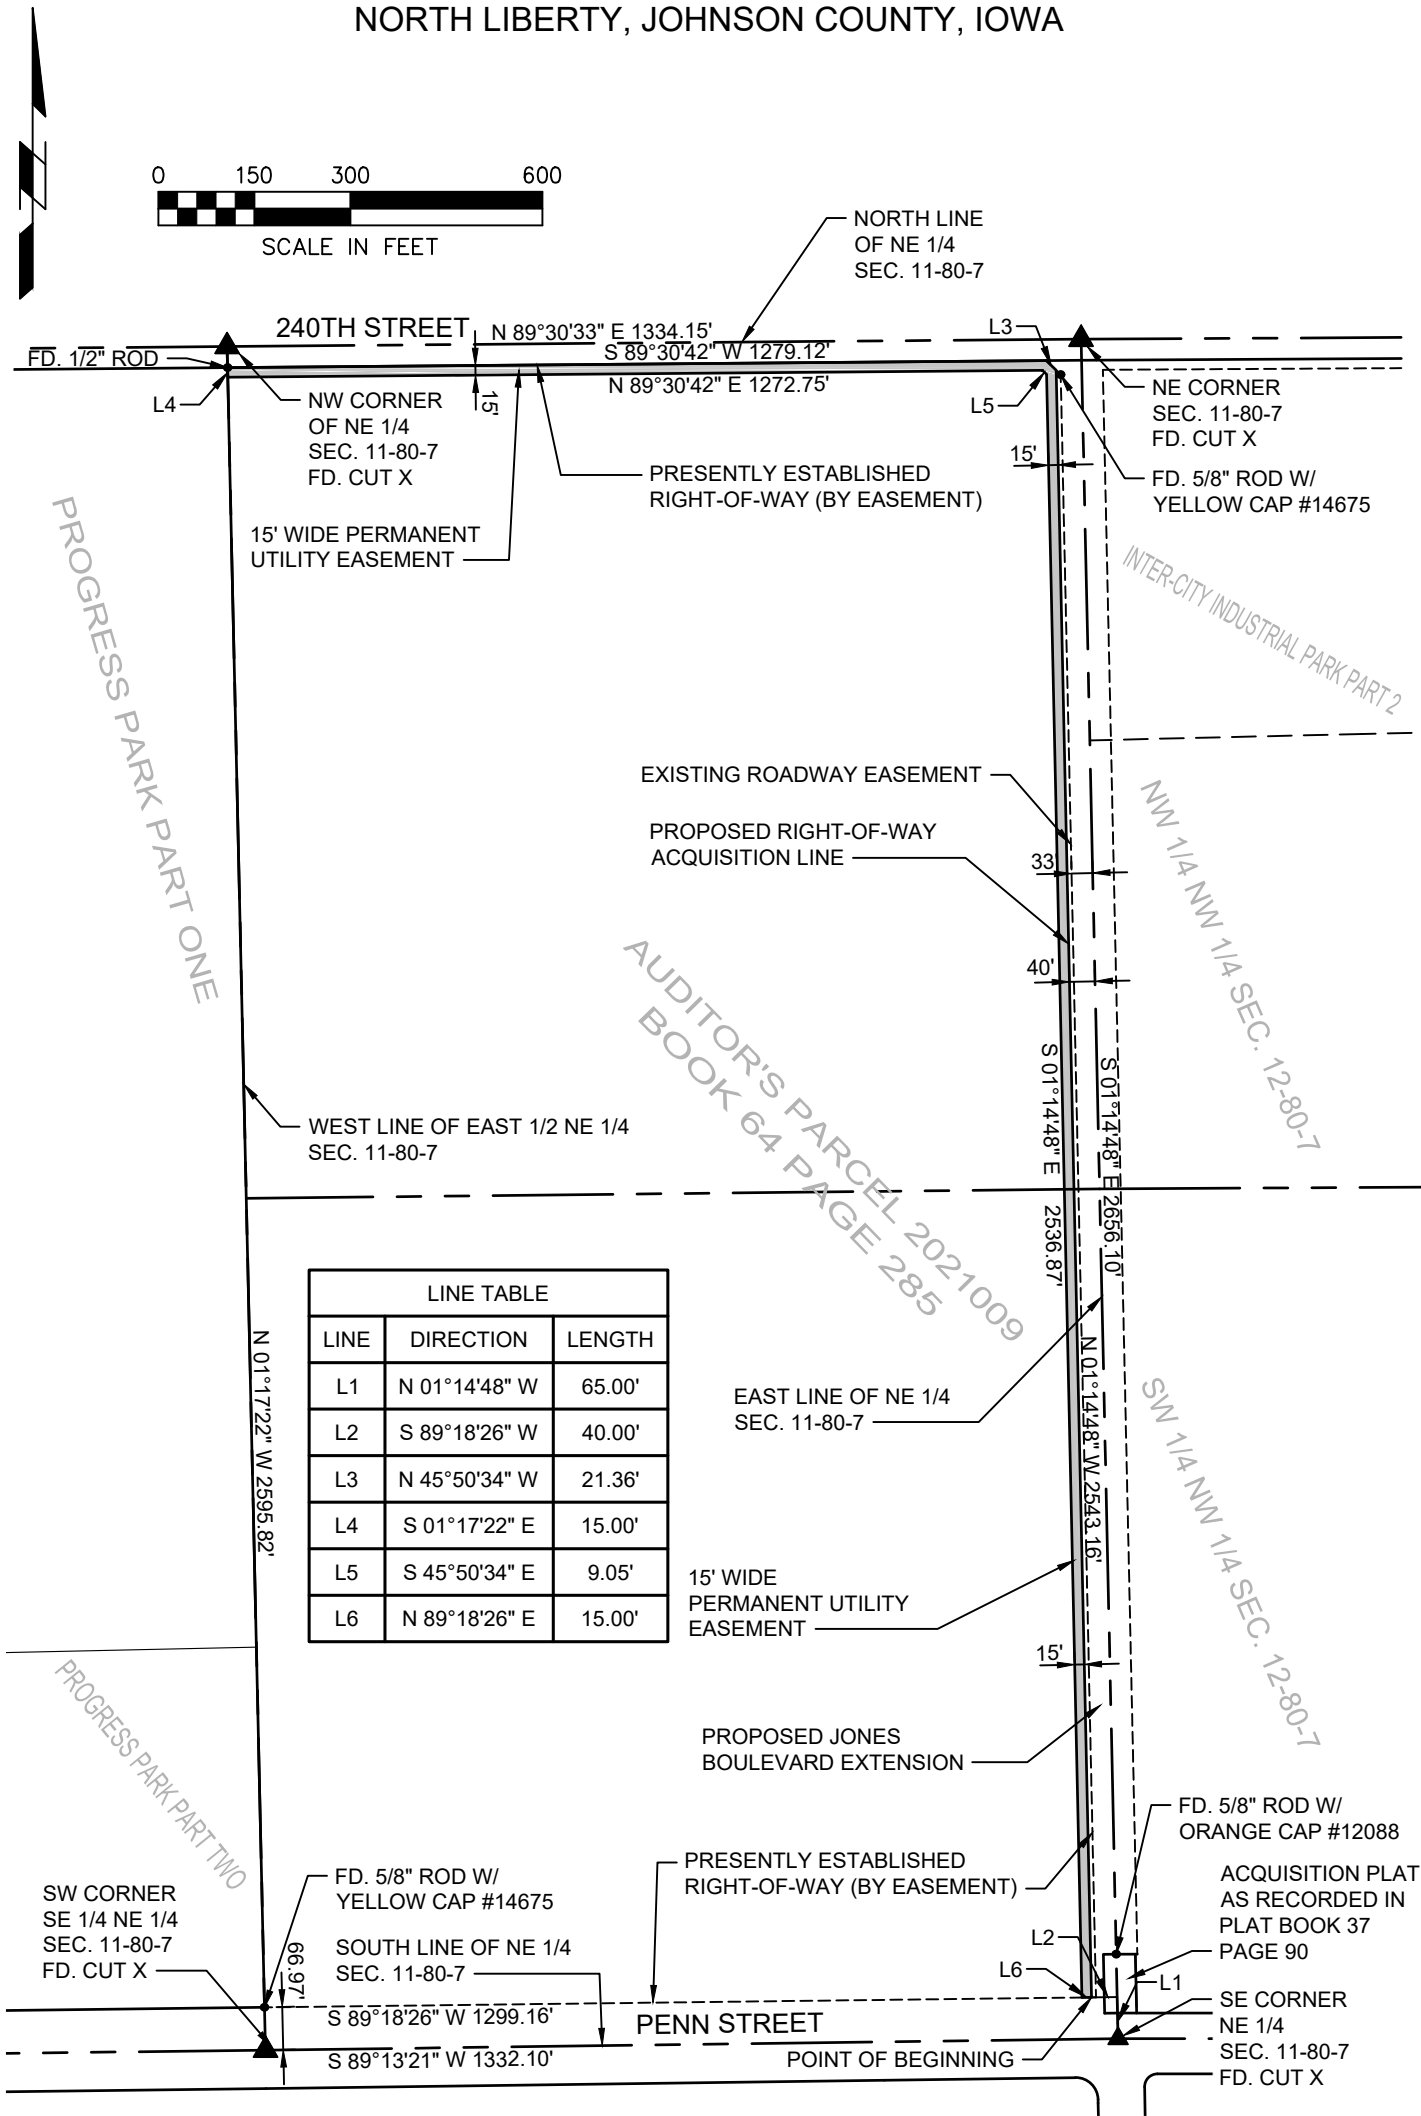 NORTH LIBERTY, JOHNSON COUNTY, IOWA
0 150 300 600
SCALE IN FEET
NORTH LINE
OF NE 1/4
SEC. 11-80-7
240TH STREET
N 89°30'33" E 1334.15'
S 89°30'42" W 1279.12'
N 89°30'42" E 1272.75'
L3
FD. 1/2" ROD
L4
15'
L5
NW CORNER
OF NE 1/4
SEC. 11-80-7
FD. CUT X
NE CORNER
SEC. 11-80-7
FD. CUT X
15'
PRESENTLY ESTABLISHED
RIGHT-OF-WAY (BY EASEMENT)
FD. 5/8" ROD W/
YELLOW CAP #14675
15' WIDE PERMANENT
UTILITY EASEMENT
PROGRESS PARK PART ONE
INTER-CITY INDUSTRIAL PARK PART 2
EXISTING ROADWAY EASEMENT
PROPOSED RIGHT-OF-WAY
ACQUISITION LINE
33'
40'
NW 1/4 NW 1/4 SEC. 12-80-7
AUDITOR'S PARCEL 2021009
BOOK 64 PAGE 285
S 01°14'48" E 2536.87'
S 01°14'48" E 2656.10'
WEST LINE OF EAST 1/2 NE 1/4
SEC. 11-80-7
LINE TABLE
LINE DIRECTION LENGTH
L1 N 01°14'48" W 65.00'
L2 S 89°18'26" W 40.00'
L3 N 45°50'34" W 21.36'
L4 S 01°17'22" E 15.00'
L5 S 45°50'34" E 9.05'
L6 N 89°18'26" E 15.00'
N 01°17'22" W 2595.82'
EAST LINE OF NE 1/4
SEC. 11-80-7
N 01°14'48" W 2543.16'
SW 1/4 NW 1/4 SEC. 12-80-7
15' WIDE
PERMANENT UTILITY
EASEMENT
15'
PROGRESS PARK PART TWO
PROPOSED JONES
BOULEVARD EXTENSION
FD. 5/8" ROD W/
ORANGE CAP #12088
PRESENTLY ESTABLISHED
RIGHT-OF-WAY (BY EASEMENT)
ACQUISITION PLAT
AS RECORDED IN
PLAT BOOK 37
PAGE 90
SW CORNER
SE 1/4 NE 1/4
SEC. 11-80-7
FD. CUT X
FD. 5/8" ROD W/
YELLOW CAP #14675
SOUTH LINE OF NE 1/4
SEC. 11-80-7
66.97'
L2
L6
L1
S 89°18'26" W 1299.16'
PENN STREET
S 89°13'21" W 1332.10'
POINT OF BEGINNING
SE CORNER
NE 1/4
SEC. 11-80-7
FD. CUT X